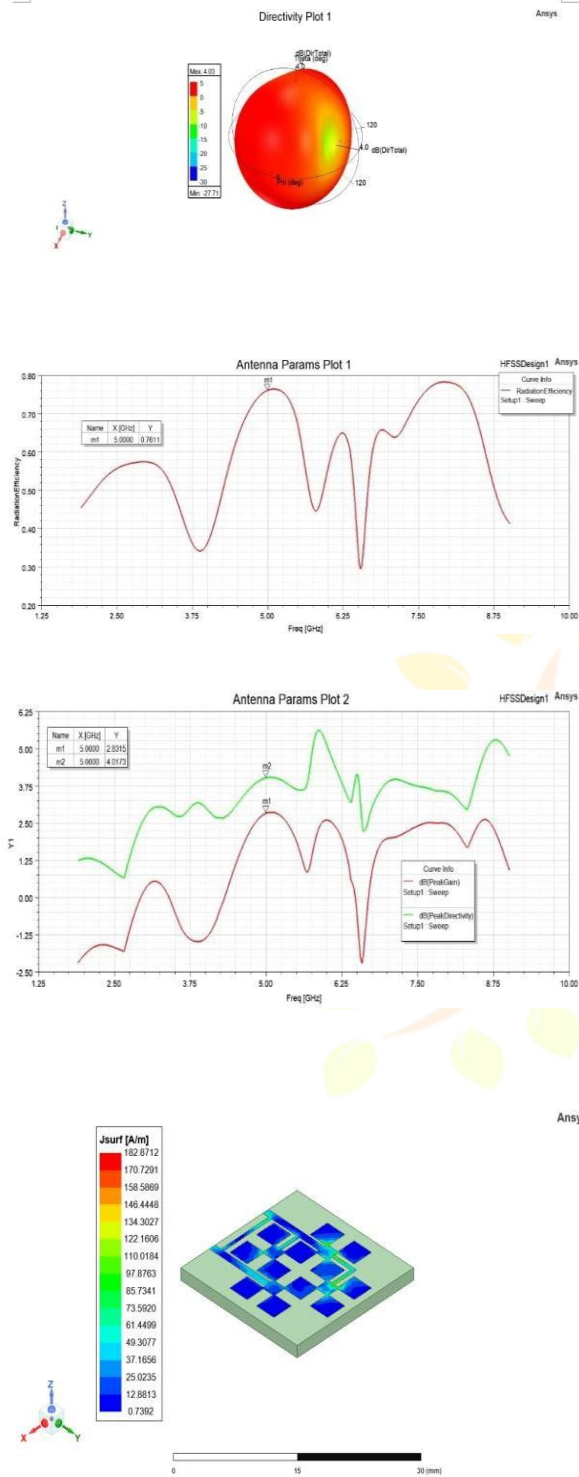 Directivity Plot 1
Ansys
dB(DirTotal)
Theta (deg)
4.0
Max: 4.03
5
0
-5
-10
-15
-20
-25
-30
Min: -27.71
120
4.0
dB(DirTotal)
0
Phi (deg)
120
Z
Y
X
Antenna Params Plot 1
HFSSDesign1 Ansys
m1
Curve Info
RadiationEfficiency
Setup1 : Sweep
Name X [GHz] Y
m1 5.0000 0.7611
RadiationEfficiency
0.80
0.70
0.60
0.50
0.40
0.30
0.20
1.25 2.50 3.75 5.00 6.25 7.50 8.75 10.00
Freq [GHz]
Antenna Params Plot 2
HFSSDesign1 Ansys
Name X [GHz] Y
m1 5.0000 2.8315
m2 5.0000 4.0173
m2
m1
Curve Info
dB(PeakGain)
Setup1 : Sweep
dB(PeakDirectivity)
Setup1 : Sweep
Y1
6.25
5.00
3.75
2.50
1.25
0.00
-1.25
-2.50
1.25 2.50 3.75 5.00 6.25 7.50 8.75 10.00
Freq [GHz]
Ansy
Jsurf [A/m]
182.8712
170.7291
158.5869
146.4448
134.3027
122.1606
110.0184
97.8763
85.7341
73.5920
61.4499
49.3077
37.1656
25.0235
12.8813
0.7392
Z
X
Y
0 15 30 (mm)